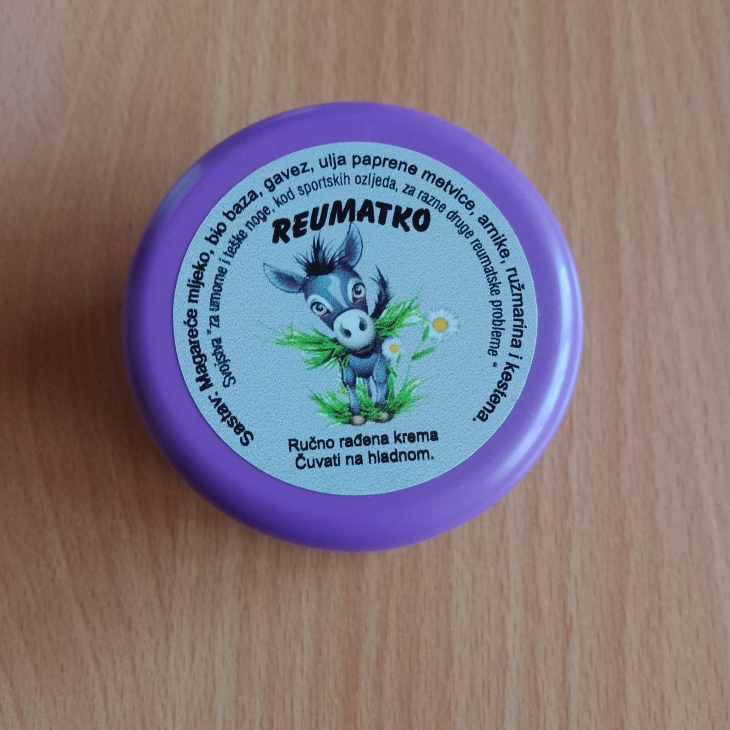 Sastav: Magareće mljeko, bio baza, gavez, ulja paprene metvice, arnike, ružmarina i kestena.
Svojstva "za umorne i teške noge, kod sportskih ozljeda, za razne druge reumatske probleme "
REUMATKO
Ručno rađena krema
Čuvati na hladnom.